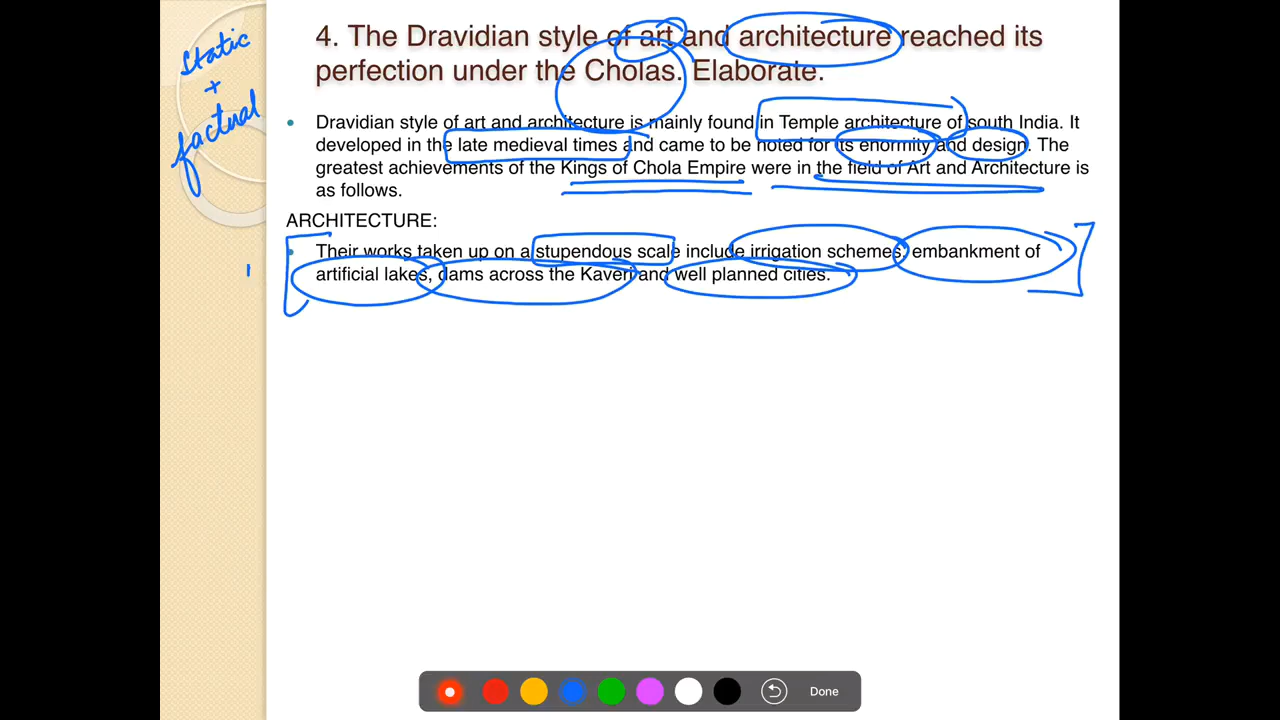 static
+
factual
4. The Dravidian style of art and architecture reached its
perfection under the Cholas. Elaborate.
Dravidian style of art and architecture is mainly found in Temple architecture of south India. It
developed in the late medieval times and came to be noted for its enormity and design. The
greatest achievements of the Kings of Chola Empire were in the field of Art and Architecture is
as follows.
ARCHITECTURE:
Their works taken up on a stupendous scale include irrigation schemes, embankment of
artificial lakes, dams across the Kaveri and well planned cities.
Done